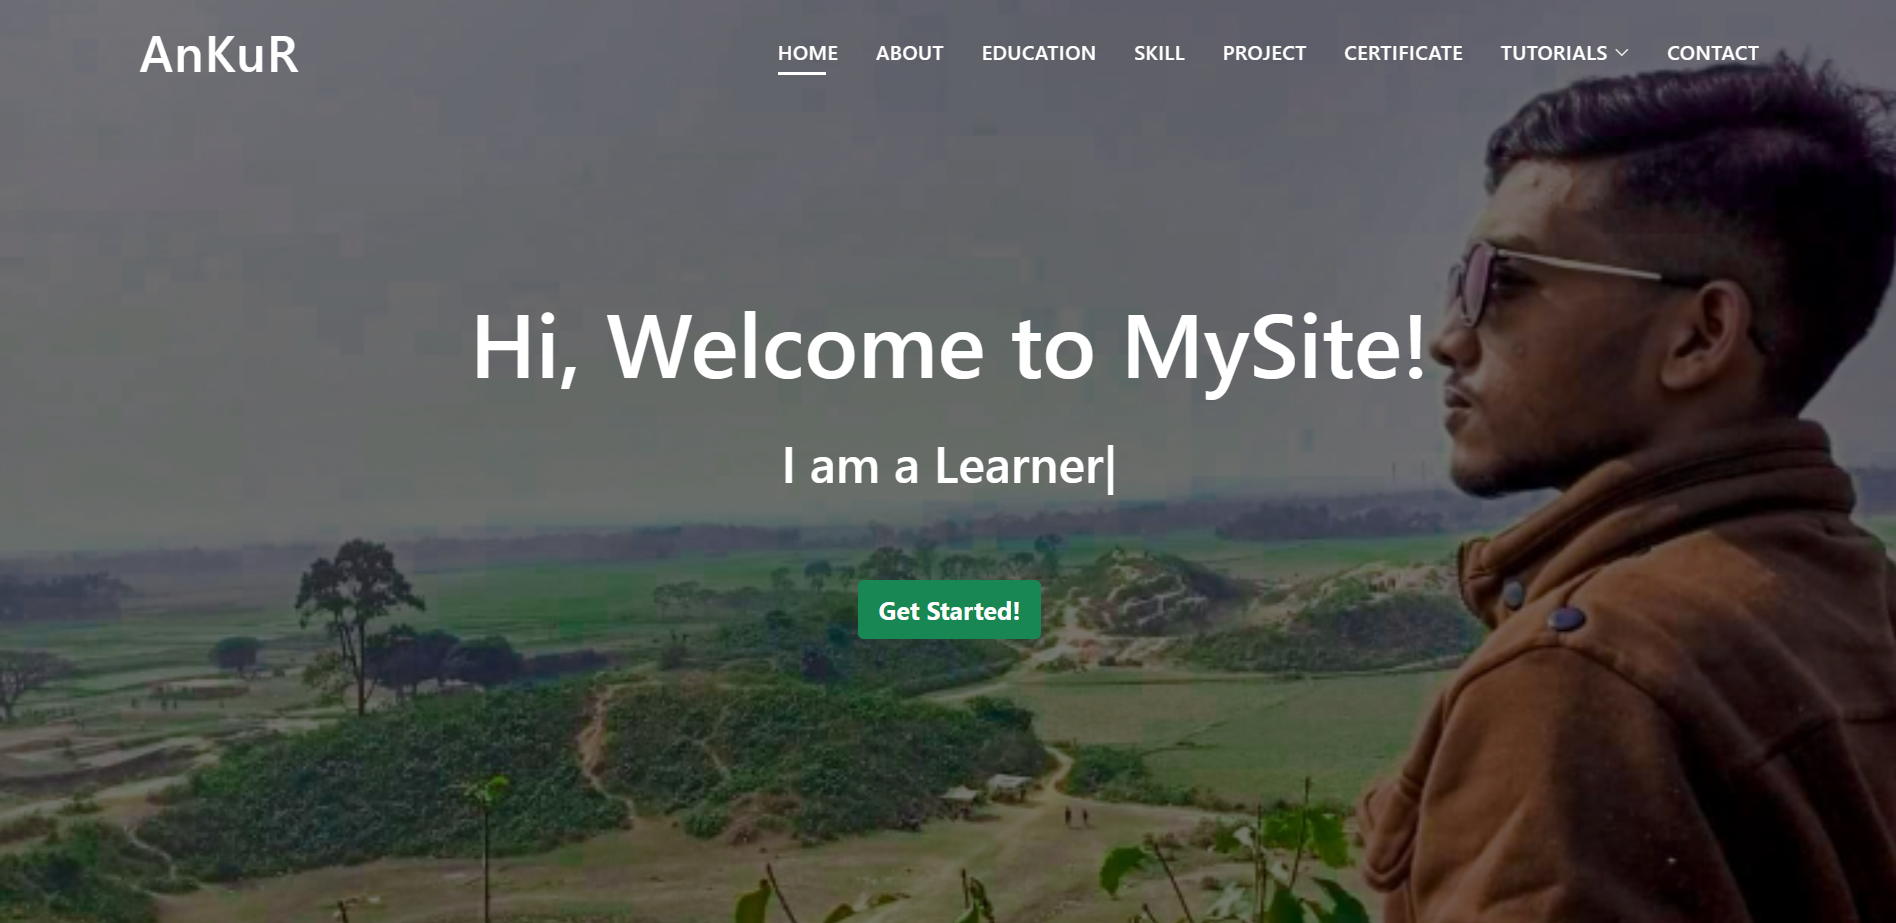 AnKuR
HOME ABOUT EDUCATION SKILL PROJECT CERTIFICATE TUTORIALS CONTACT
Hi, Welcome to MySite!
I am a Learner|
Get Started!